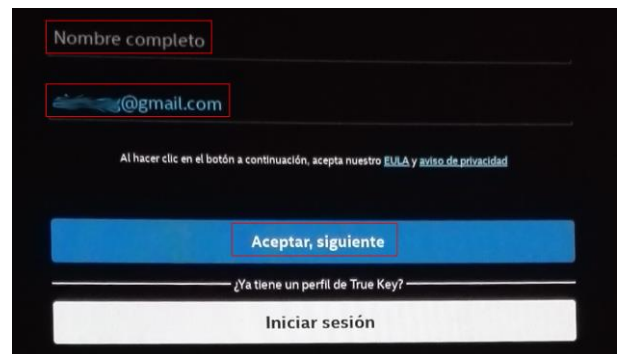 Nombre completo
@gmail.com
Al hacer clic en el botón a continuación, acepta nuestro EULA y aviso de privacidad
Aceptar, siguiente
¿Ya tiene un perfil de True Key?
Iniciar sesión